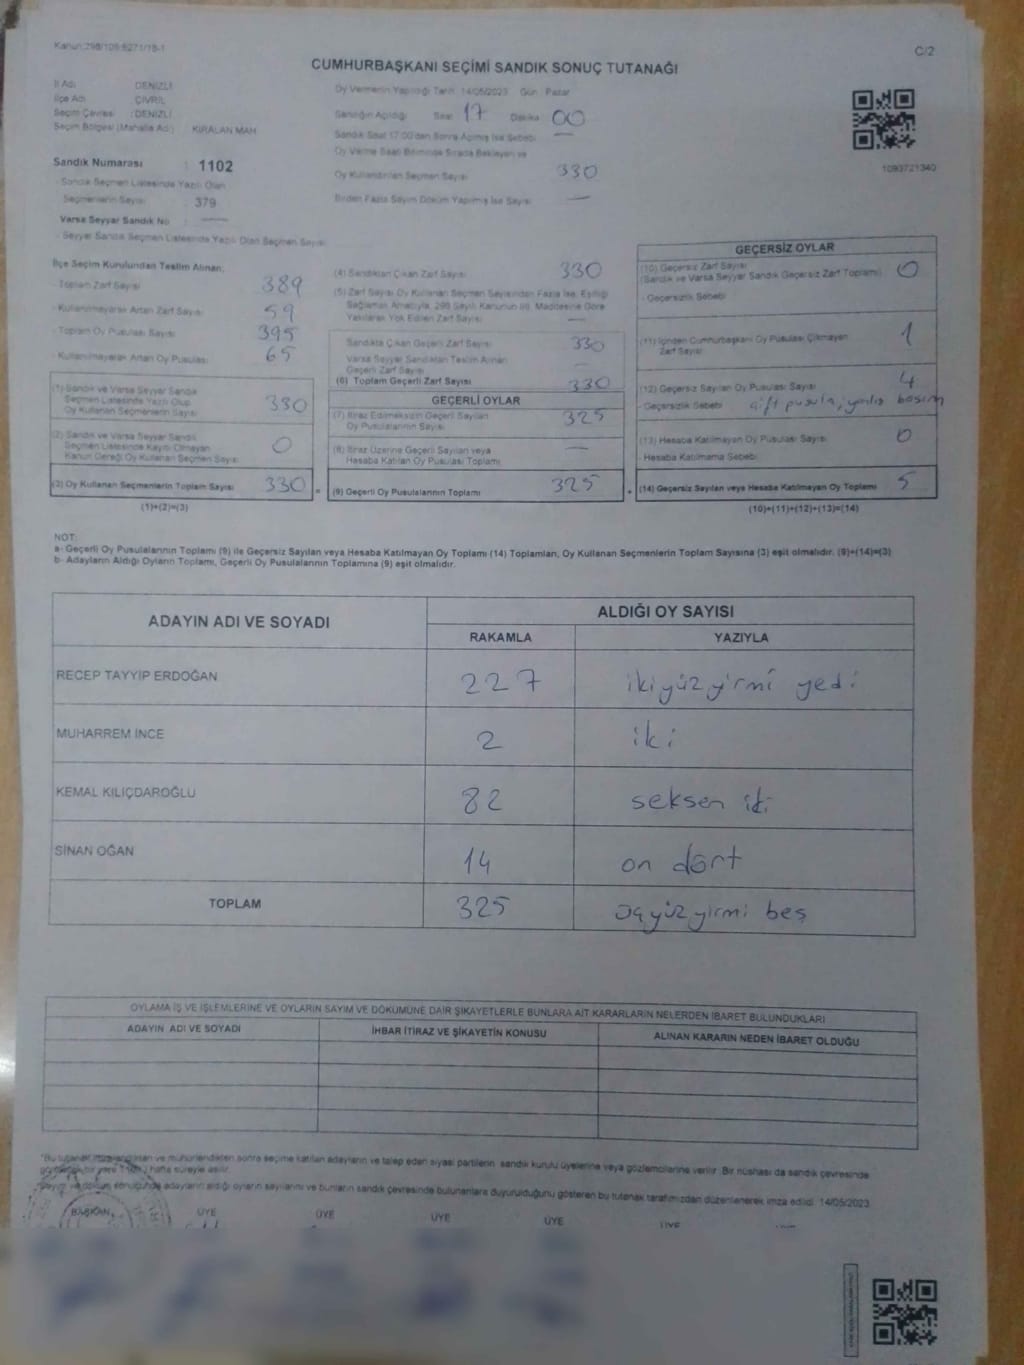 Kanun:298/105;6271/18-1
C/2
CUMHURBAŞKANI SEÇİMİ SANDIK SONUÇ TUTANAĞI
İl Adı : DENİZLİ
İlçe Adı : ÇİVRİL
Seçim Çevresi : DENİZLİ
Seçim Bölgesi (Mahalle Adı) : KIRALAN MAH.
Sandık Numarası : 1102
- Sandık Seçmen Listesinde Yazılı Olan
Seçmenlerin Sayısı : 379
Varsa Seyyar Sandık No : —
- Seyyar Sandık Seçmen Listesinde Yazılı Olan Seçmen Sayısı
Oy Vermenin Yapıldığı Tarih : 14/05/2023 Gün : Pazar
Sandığın Açıldığı Saat 17 Dakika 00
Sandık Saat 17:00'den Sonra Açılmış İse Sebebi —
Oy Verme Saati Bitiminde Sırada Bekleyen ve
Oy Kullandırılan Seçmen Sayısı 330
Birden Fazla Sayım Döküm Yapılmış İse Sayısı —
1090721340
İlçe Seçim Kurulundan Teslim Alınan;
- Toplam Zarf Sayısı 389
- Kullanılmayarak Artan Zarf Sayısı 59
- Toplam Oy Pusulası Sayısı 395
- Kullanılmayarak Artan Oy Pusulası 65
(1) Sandık ve Varsa Seyyar Sandık
Seçmen Listesinde Yazılı Olup
Oy Kullanan Seçmenlerin Sayısı 330
(2) Sandık ve Varsa Seyyar Sandık
Seçmen Listesinde Kayıtlı Olmayan
Kanun Gereği Oy Kullanan Seçmen Sayısı 0
(3) Oy Kullanan Seçmenlerin Toplam Sayısı 330
(1)+(2)=(3)
(4) Sandıktan Çıkan Zarf Sayısı 330
(5) Zarf Sayısı Oy Kullanan Seçmen Sayısından Fazla İse, Eşitliği
Sağlamak Amacıyla, 298 Sayılı Kanunun 98. Maddesine Göre
Yakılarak Yok Edilen Zarf Sayısı —
Sandıkta Çıkan Geçerli Zarf Sayısı 330
Varsa Seyyar Sandıktan Teslim Alınan
Geçerli Zarf Sayısı —
(6) Toplam Geçerli Zarf Sayısı 330
GEÇERLİ OYLAR
(7) İtiraz Edilmeksizin Geçerli Sayılan
Oy Pusulalarının Sayısı 325
(8) İtiraz Üzerine Geçerli Sayılan veya
Hesaba Katılan Oy Pusulası Toplamı —
= (9) Geçerli Oy Pusulalarının Toplamı 325
GEÇERSİZ OYLAR
(10) Geçersiz Zarf Sayısı
(Sandık ve Varsa Seyyar Sandık Geçersiz Zarf Toplamı) 0
- Geçersizlik Sebebi
(11) İçinden Cumhurbaşkanı Oy Pusulası Çıkmayan
Zarf Sayısı 1
(12) Geçersiz Sayılan Oy Pusulası Sayısı 4
- Geçersizlik Sebebi çift pusula, yanlış basım
(13) Hesaba Katılmayan Oy Pusulası Sayısı 0
- Hesaba Katılmama Sebebi
+ (14) Geçersiz Sayılan veya Hesaba Katılmayan Oy Toplamı 5
(10)+(11)+(12)+(13)=(14)
NOT:
a- Geçerli Oy Pusulalarının Toplamı (9) ile Geçersiz Sayılan veya Hesaba Katılmayan Oy Toplamı (14) Toplamları, Oy Kullanan Seçmenlerin Toplam Sayısına (3) eşit olmalıdır. (9)+(14)=(3)
b- Adayların Aldığı Oyların Toplamı, Geçerli Oy Pusulalarının Toplamına (9) eşit olmalıdır.
ADAYIN ADI VE SOYADI
ALDIĞI OY SAYISI
RAKAMLA YAZIYLA
RECEP TAYYİP ERDOĞAN 227 ikiyüzyirmi yedi
MUHARREM İNCE 2 iki
KEMAL KILIÇDAROĞLU 82 seksen iki
SİNAN OĞAN 14 on dört
TOPLAM 325 üçyüzyirmi beş
OYLAMA İŞ VE İŞLEMLERİNE VE OYLARIN SAYIM VE DÖKÜMÜNE DAİR ŞİKAYETLERLE BUNLARA AİT KARARLARIN NELERDEN İBARET BULUNDUKLARI
ADAYIN ADI VE SOYADI İHBAR İTİRAZ VE ŞİKAYETİN KONUSU ALINAN KARARIN NEDEN İBARET OLDUĞU
*Bu tutanak imzalandıktan ve mühürlendikten sonra seçime katılan adayların ve talep eden siyasi partilerin sandık kurulu üyelerine veya gözlemcilerine verilir. Bir nüshası da sandık çevresinde
1 hafta süreyle asılır.
Sayım ve döküm sonucunda adayların aldığı oyların sayılarını ve bunların sandık çevresinde bulunanlara duyurulduğunu gösteren bu tutanak tarafımızdan düzenlenerek imza edildi. 14/05/2023
BAŞKAN ÜYE ÜYE ÜYE ÜYE ÜYE